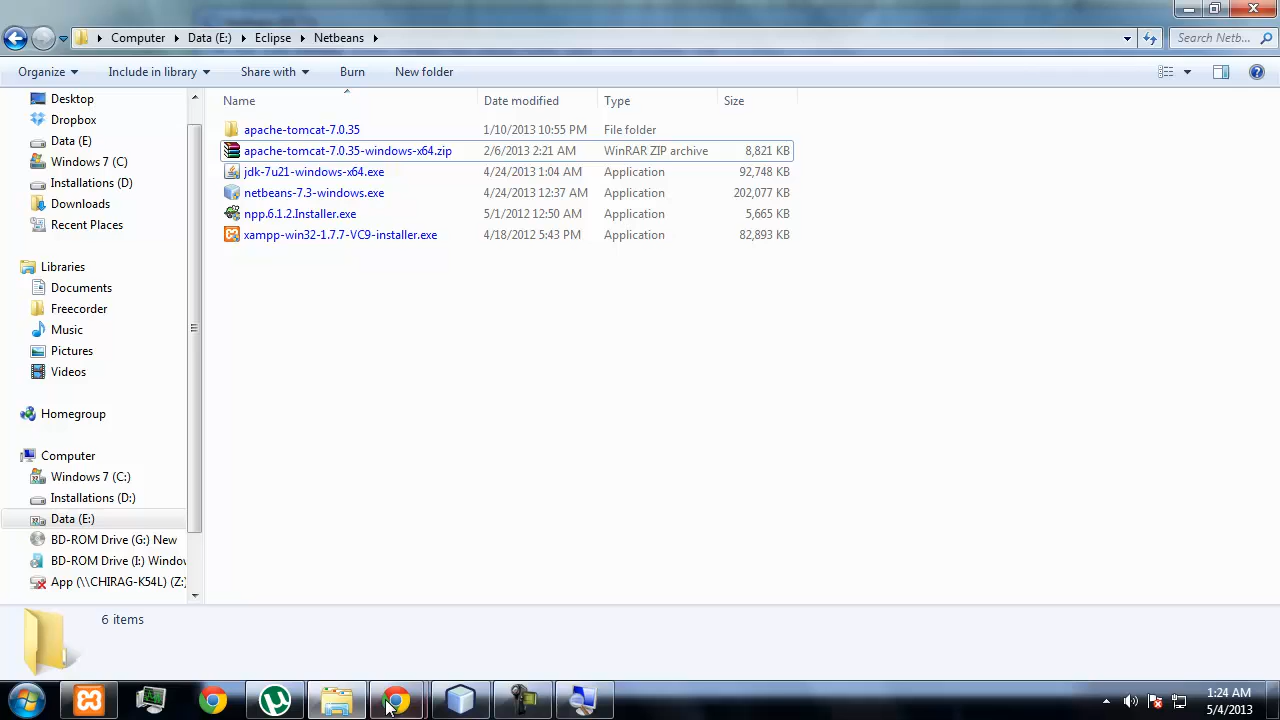 Computer Data (E:) Eclipse Netbeans Search Netb...
Organize Include in library Share with Burn New folder
Desktop
Dropbox
Data (E)
Windows 7 (C)
Installations (D)
Downloads
Recent Places
Libraries
Documents
Freecorder
Music
Pictures
Videos
Homegroup
Computer
Windows 7 (C:)
Installations (D:)
Data (E:)
BD-ROM Drive (G:) New
BD-ROM Drive (I:) Window
App (\\CHIRAG-K54L) (Z:
Name Date modified Type Size
apache-tomcat-7.0.35 1/10/2013 10:55 PM File folder
apache-tomcat-7.0.35-windows-x64.zip 2/6/2013 2:21 AM WinRAR ZIP archive 8,821 KB
jdk-7u21-windows-x64.exe 4/24/2013 1:04 AM Application 92,748 KB
netbeans-7.3-windows.exe 4/24/2013 12:37 AM Application 202,077 KB
npp.6.1.2.Installer.exe 5/1/2012 12:50 AM Application 5,665 KB
xampp-win32-1.7.7-VC9-installer.exe 4/18/2012 5:43 PM Application 82,893 KB
6 items
1:24 AM
5/4/2013